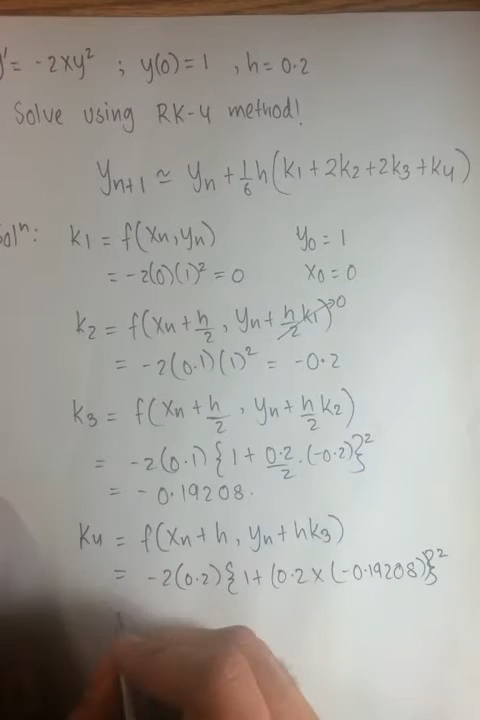 y' = -2xy² ; y(0)=1 , h=0.2
Solve using RK-4 method!
yₙ₊₁ ≃ yₙ + 1/6 h(k₁+2k₂+2k₃+k₄)
Solⁿ: k₁ = f(xₙ,yₙ) y₀ = 1
= -2(0)(1)² = 0 x₀ = 0
k₂ = f(xₙ+h/2, yₙ+h/2 k₁)⁰
= -2(0.1)(1)² = -0.2
k₃ = f(xₙ+h/2, yₙ+h/2 k₂)
= -2(0.1){1+0.2/2.(-0.2)}²
= -0.19208.
k₄ = f(xₙ+h, yₙ+hk₃)
= -2(0.2){1+(0.2×(-0.19208)}²